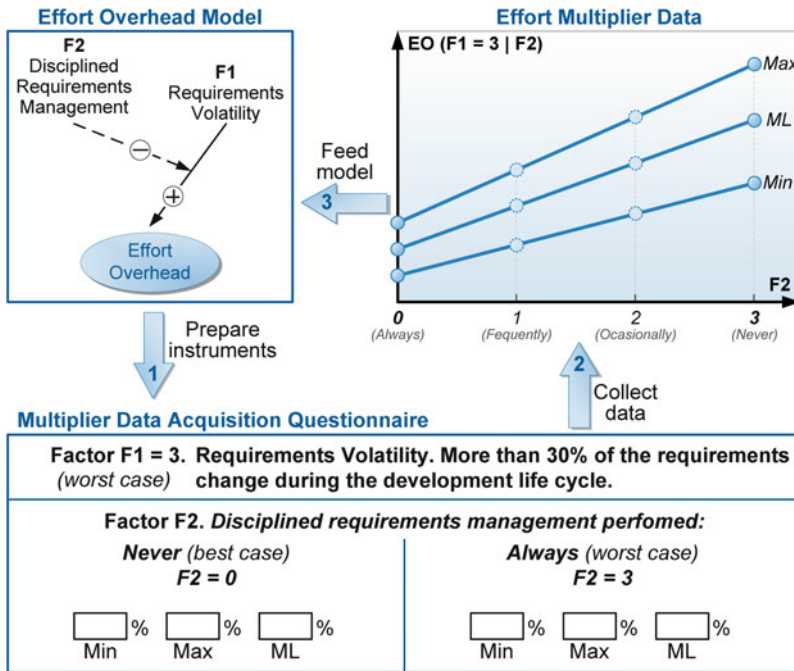 Effort Overhead Model
F2
Disciplined
Requirements
Management
F1
Requirements
Volatility
−
+
Effort
Overhead
Effort Multiplier Data
EO (F1 = 3 | F2)
Max
ML
Min
F2
0
(Always)
1
(Fequently)
2
(Ocasionally)
3
(Never)
Feed
model
3
Prepare
instruments
1
2
Collect
data
Multiplier Data Acquisition Questionnaire
Factor F1 = 3. Requirements Volatility. More than 30% of the requirements
(worst case) change during the development life cycle.
Factor F2. Disciplined requirements management perfomed:
Never (best case)
F2 = 0
% % %
Min Max ML
Always (worst case)
F2 = 3
% % %
Min Max ML